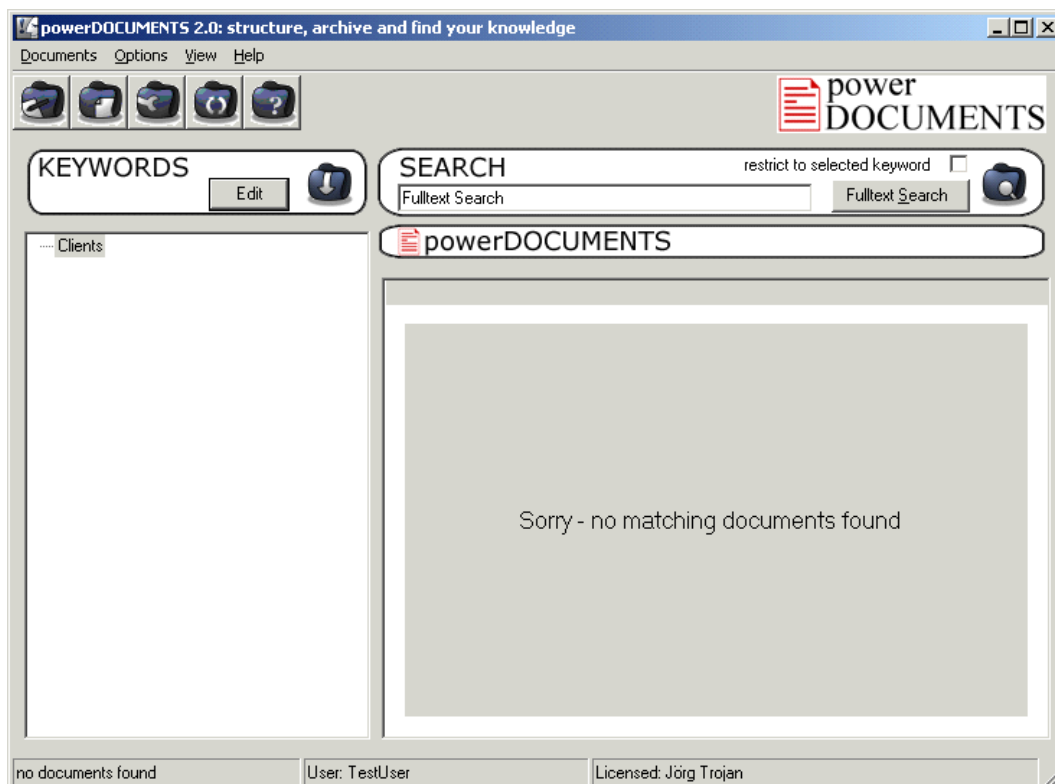 powerDOCUMENTS 2.0: structure, archive and find your knowledge
Documents Options View Help
power
DOCUMENTS
KEYWORDS
Edit
SEARCH
restrict to selected keyword
Fulltext Search
Fulltext Search
Clients
powerDOCUMENTS
Sorry - no matching documents found
no documents found
User: TestUser
Licensed: Jörg Trojan